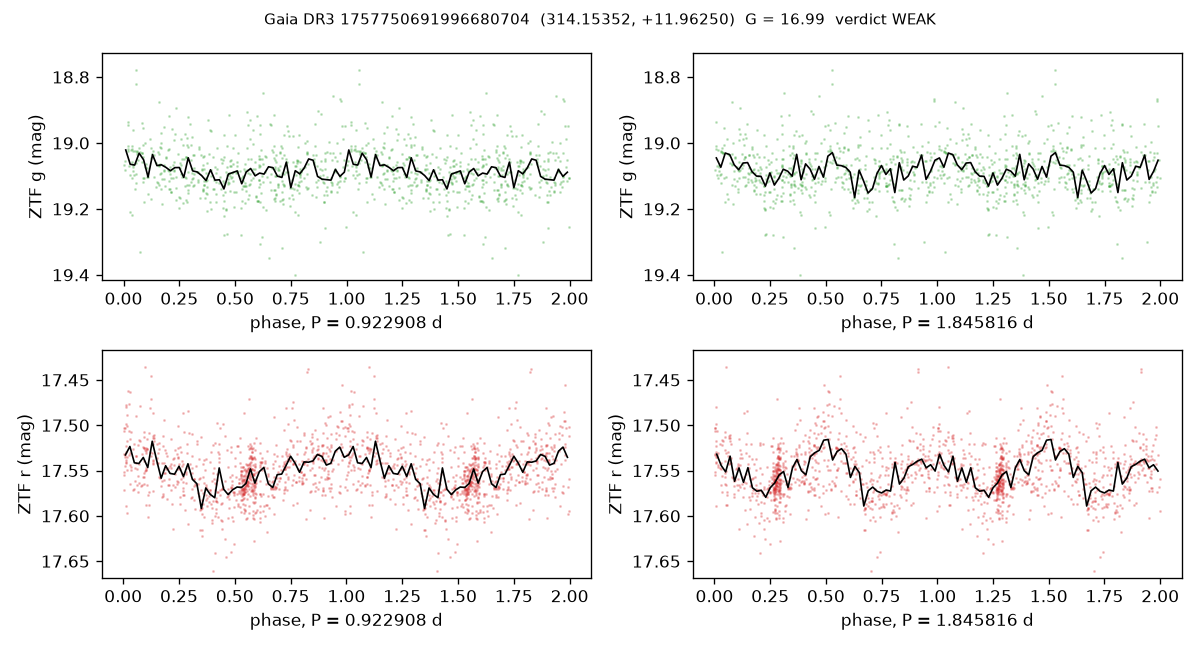 Gaia DR3 1757750691996680704  (314.15352, +11.96250)  G = 16.99  verdict WEAK
ZTF g (mag)
18.8
19.0
19.2
19.4
0.00 0.25 0.50 0.75 1.00 1.25 1.50 1.75 2.00
phase, P = 0.922908 d
ZTF g (mag)
18.8
19.0
19.2
19.4
0.00 0.25 0.50 0.75 1.00 1.25 1.50 1.75 2.00
phase, P = 1.845816 d
ZTF r (mag)
17.45
17.50
17.55
17.60
17.65
0.00 0.25 0.50 0.75 1.00 1.25 1.50 1.75 2.00
phase, P = 0.922908 d
ZTF r (mag)
17.45
17.50
17.55
17.60
17.65
0.00 0.25 0.50 0.75 1.00 1.25 1.50 1.75 2.00
phase, P = 1.845816 d